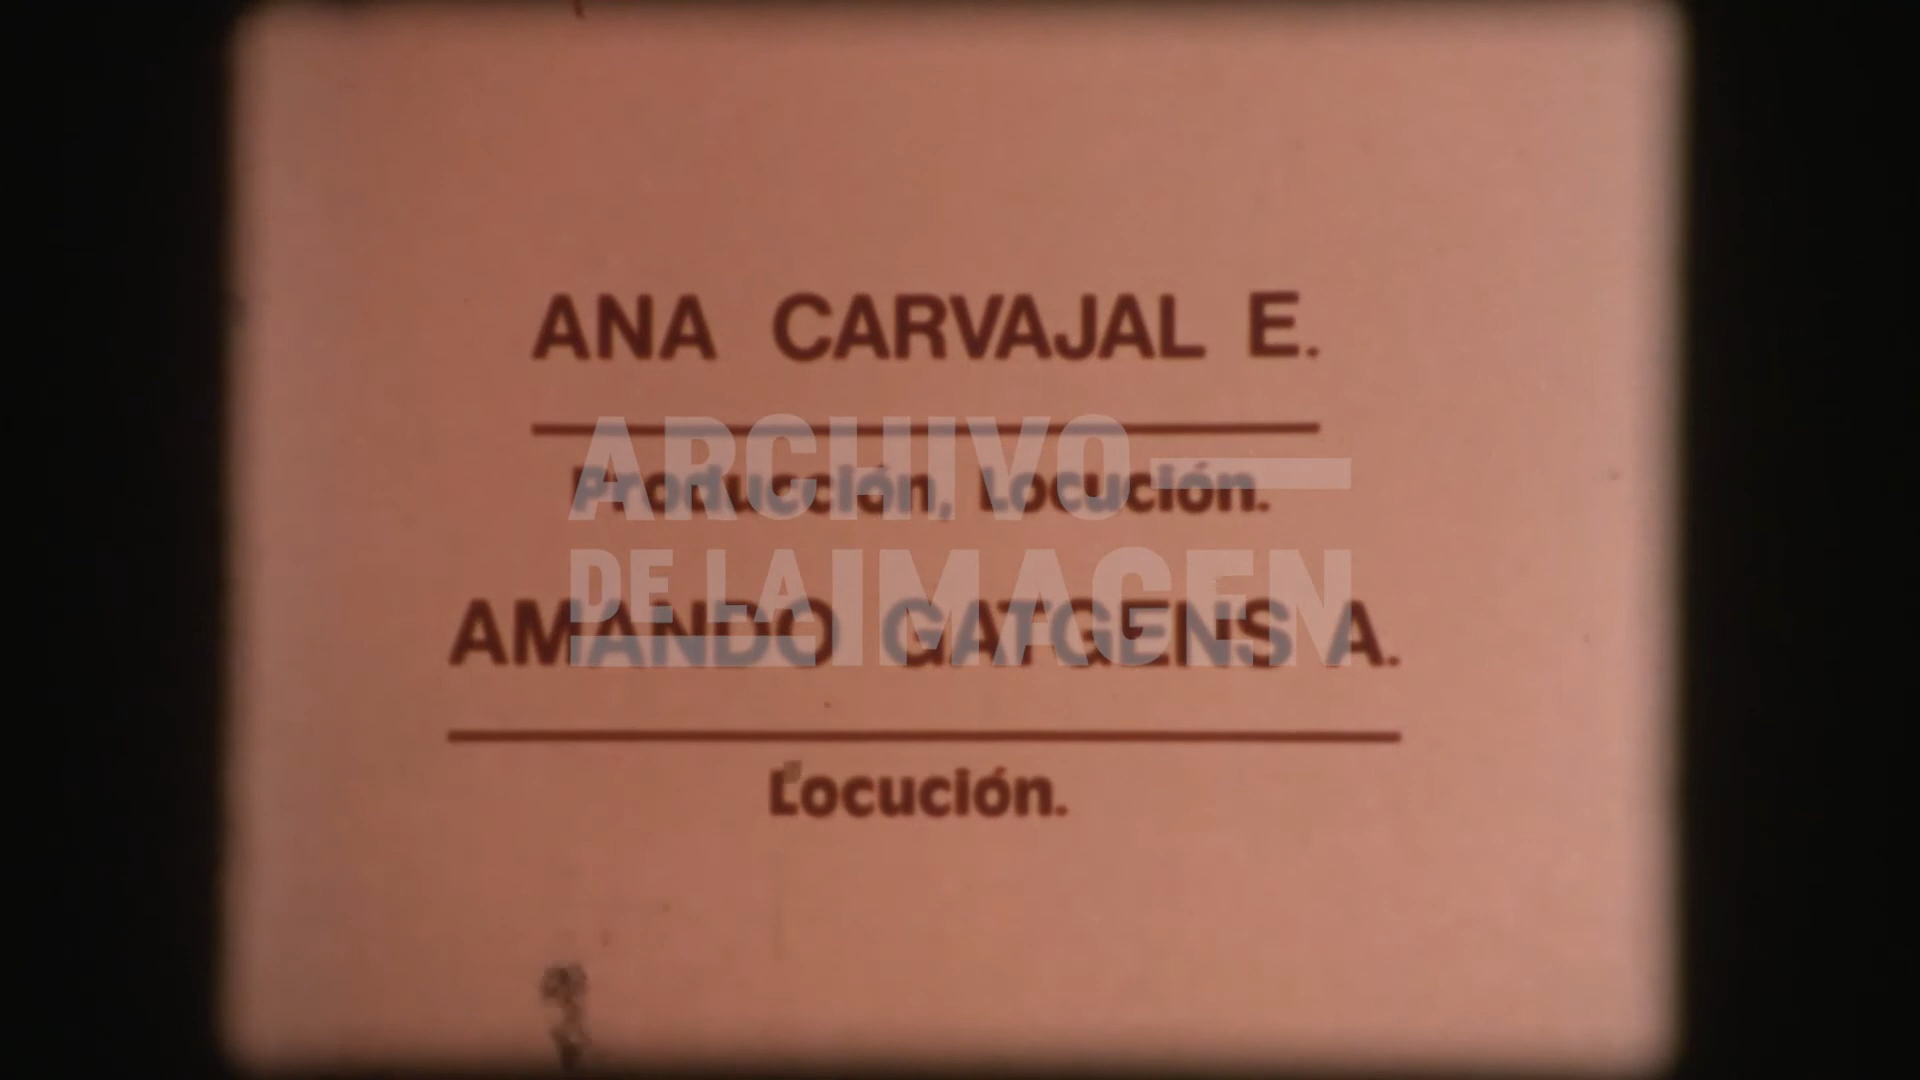 ANA CARVAJAL E.
Producción, Locución.
ARCHIVO
DE LA IMAGEN
AMANDO GATGENS A.
Locución.